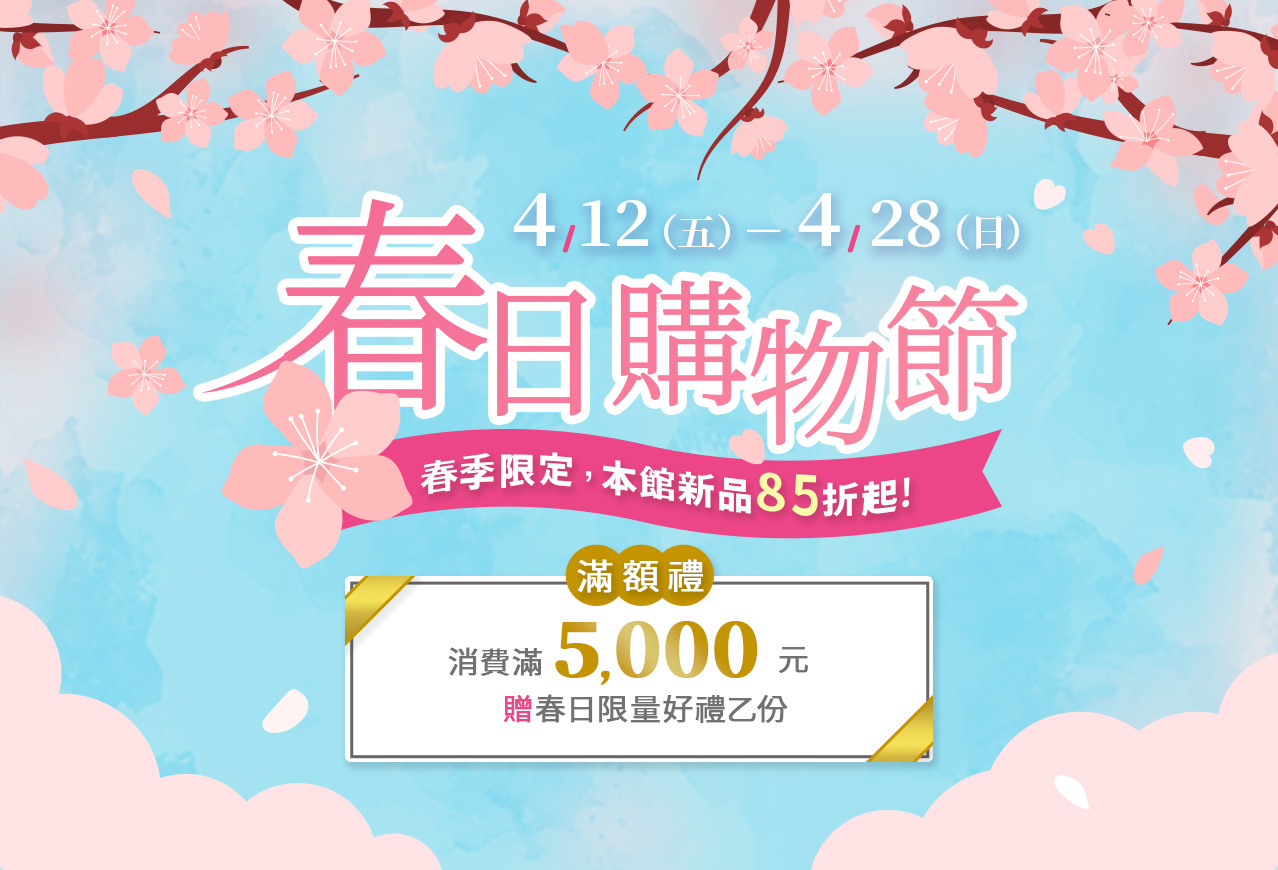 4/12(五)—4/28(日)
春日購物節
春季限定，本館新品85折起!
滿額禮
消費滿 5,000 元
贈春日限量好禮乙份